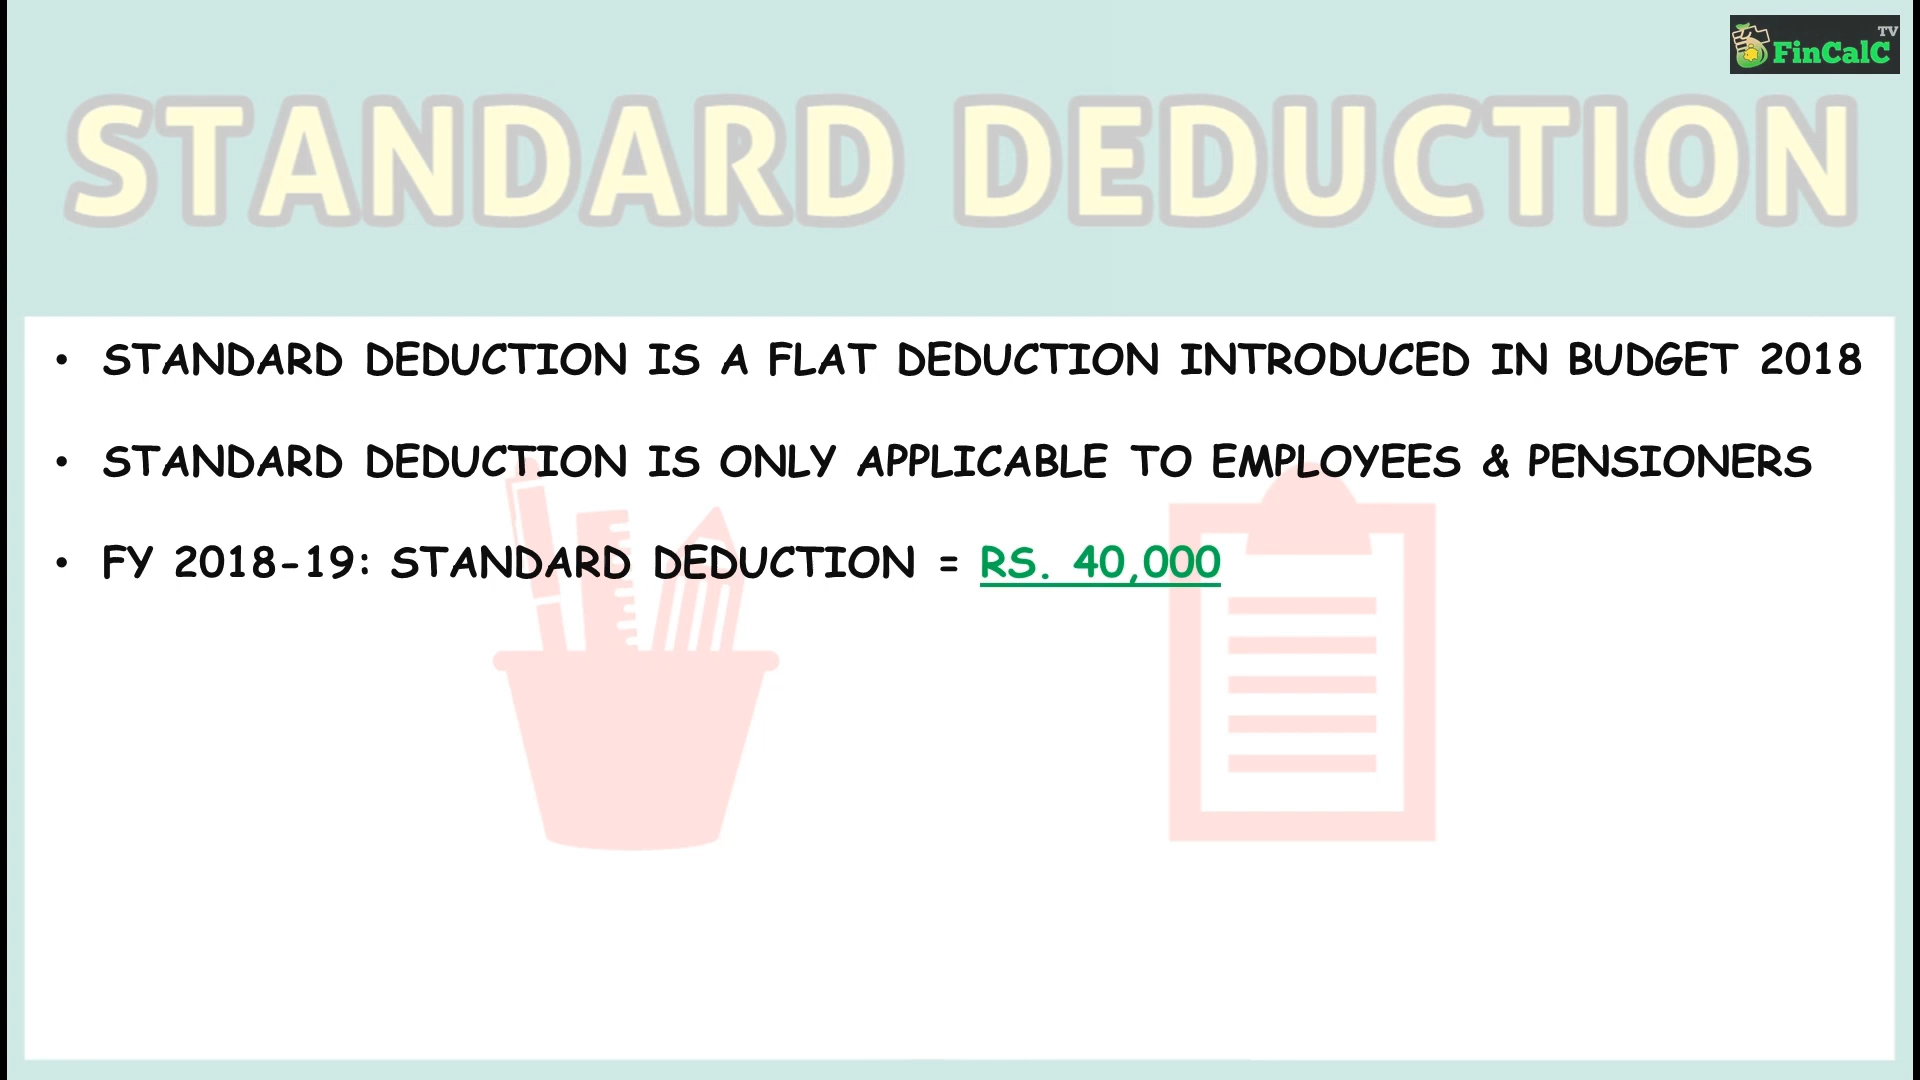 TV
FinCalC
STANDARD DEDUCTION
• STANDARD DEDUCTION IS A FLAT DEDUCTION INTRODUCED IN BUDGET 2018
• STANDARD DEDUCTION IS ONLY APPLICABLE TO EMPLOYEES & PENSIONERS
• FY 2018-19: STANDARD DEDUCTION = RS. 40,000